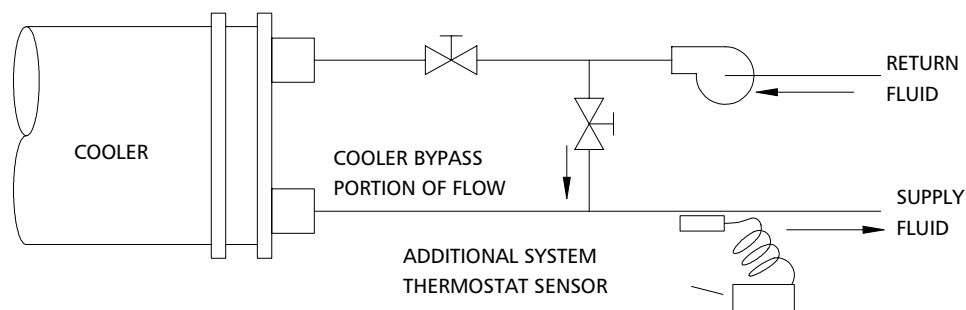 RETURN
FLUID
COOLER
COOLER BYPASS
PORTION OF FLOW
SUPPLY
FLUID
ADDITIONAL SYSTEM
THERMOSTAT SENSOR